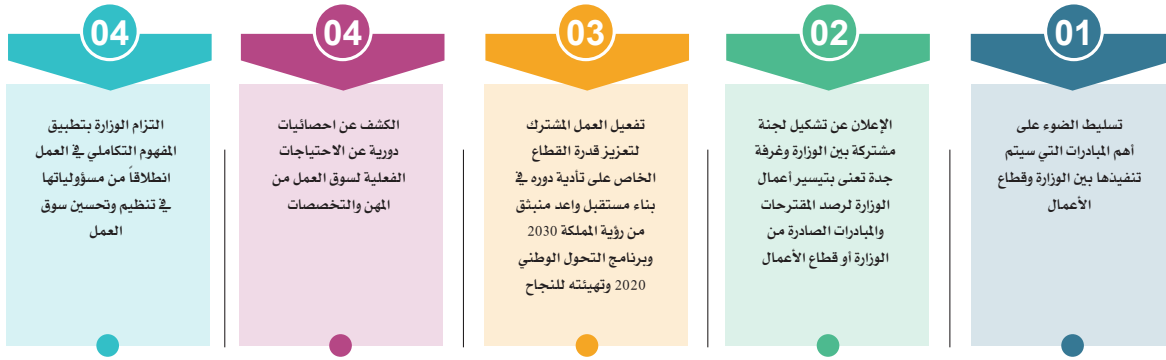 01
تسليط الضوء على
أهم المبادرات التي سيتم
تنفيذها بين الوزارة وقطاع
الأعمال
02
الإعلان عن تشكيل لجنة
مشتركة بين الوزارة وغرفة
جدة تعنى بتيسير أعمال
الوزارة لرصد المقترحات
والمبادرات الصادرة من
الوزارة أو قطاع الأعمال
03
تفعيل العمل المشترك
لتعزيز قدرة القطاع
الخاص على تأدية دوره في
بناء مستقبل واعد منبثق
من رؤية المملكة 2030
وبرنامج التحول الوطني
2020 وتهيئته للنجاح
04
الكشف عن احصائيات
دورية عن الاحتياجات
الفعلية لسوق العمل من
المهن والتخصصات
04
التزام الوزارة بتطبيق
المفهوم التكاملي في العمل
انطلاقاً من مسؤولياتها
في تنظيم وتحسين سوق
العمل